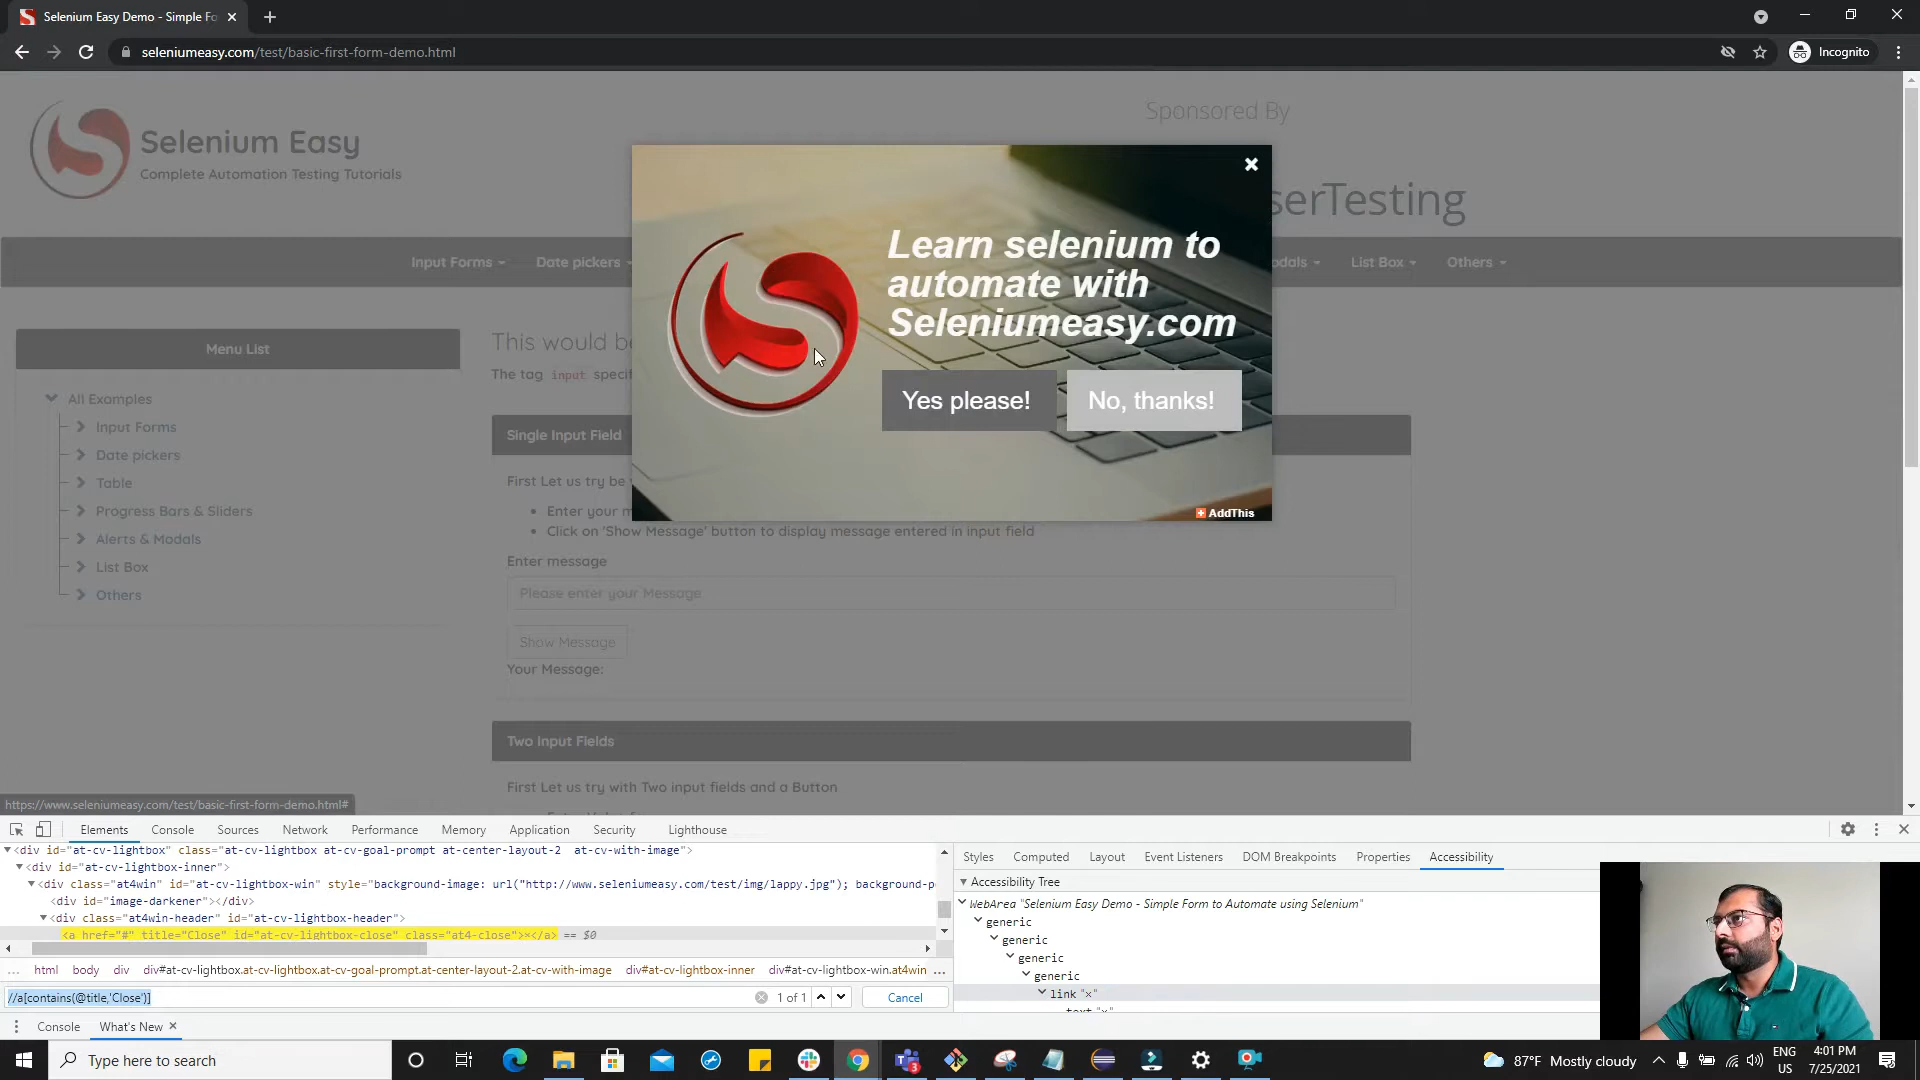 Selenium Easy Demo - Simple Fo
seleniumeasy.com/test/basic-first-form-demo.html
Incognito
Selenium Easy
Complete Automation Testing Tutorials
Sponsored By
serTesting
Input Forms
Date pickers
dals
List Box
Others
Learn selenium to
automate with
Seleniumeasy.com
Yes please!
No, thanks!
AddThis
Menu List
All Examples
Input Forms
Date pickers
Table
Progress Bars & Sliders
Alerts & Modals
List Box
Others
This would be
The tag input specif
Single Input Field
First Let us try be
Enter your m
Click on 'Show Message' button to display message entered in input field
Enter message
Please enter your Message
Show Message
Your Message:
Two Input Fields
First Let us try with Two input fields and a Button
https://www.seleniumeasy.com/test/basic-first-form-demo.html#
Elements Console Sources Network Performance Memory Application Security Lighthouse
<div id="at-cv-lightbox" class="at-cv-lightbox at-cv-goal-prompt at-center-layout-2 at-cv-with-image">
<div id="at-cv-lightbox-inner">
<div class="at4win" id="at-cv-lightbox-win" style="background-image: url("http://www.seleniumeasy.com/test/img/lappy.jpg"); background-p
<div id="image-darkener"></div>
<div class="at4win-header" id="at-cv-lightbox-header">
<a href="#" title="Close" id="at-cv-lightbox-close" class="at4-close">×</a> == $0
... html body div div#at-cv-lightbox.at-cv-lightbox.at-cv-goal-prompt.at-center-layout-2.at-cv-with-image div#at-cv-lightbox-inner div#at-cv-lightbox-win.at4win ...
//a[contains(@title,'Close')]
1 of 1
Cancel
Console
What's New
Styles Computed Layout Event Listeners DOM Breakpoints Properties Accessibility
Accessibility Tree
WebArea "Selenium Easy Demo - Simple Form to Automate using Selenium"
generic
generic
generic
generic
link "×"
text "×"
Type here to search
3
87°F Mostly cloudy
ENG
US
4:01 PM
7/25/2021